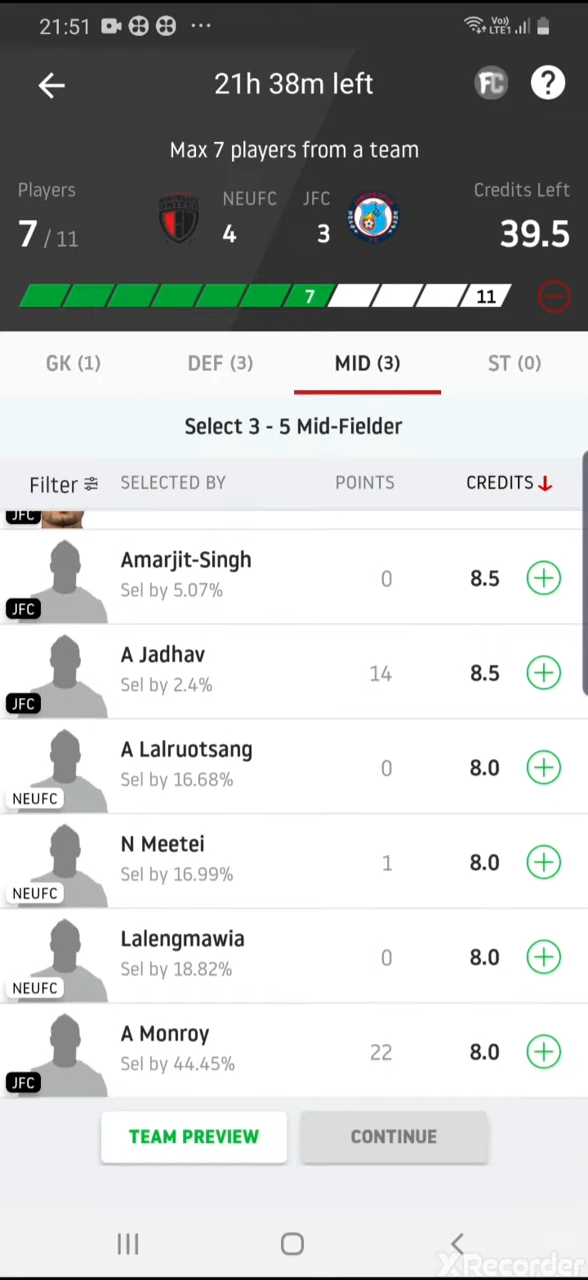 21:51 ... Vo) LTE1
21h 38m left FC ?
Max 7 players from a team
Players NEUFC JFC Credits Left
7 / 11 4 3 39.5
7 11
GK (1) DEF (3) MID (3) ST (0)
Select 3 - 5 Mid-Fielder
Filter SELECTED BY POINTS CREDITS
JFC
Amarjit-Singh
Sel by 5.07% 0 8.5
JFC
A Jadhav
Sel by 2.4% 14 8.5
JFC
A Lalruotsang
Sel by 16.68% 0 8.0
NEUFC
N Meetei
Sel by 16.99% 1 8.0
NEUFC
Lalengmawia
Sel by 18.82% 0 8.0
NEUFC
A Monroy
Sel by 44.45% 22 8.0
JFC
TEAM PREVIEW CONTINUE
XRecorder